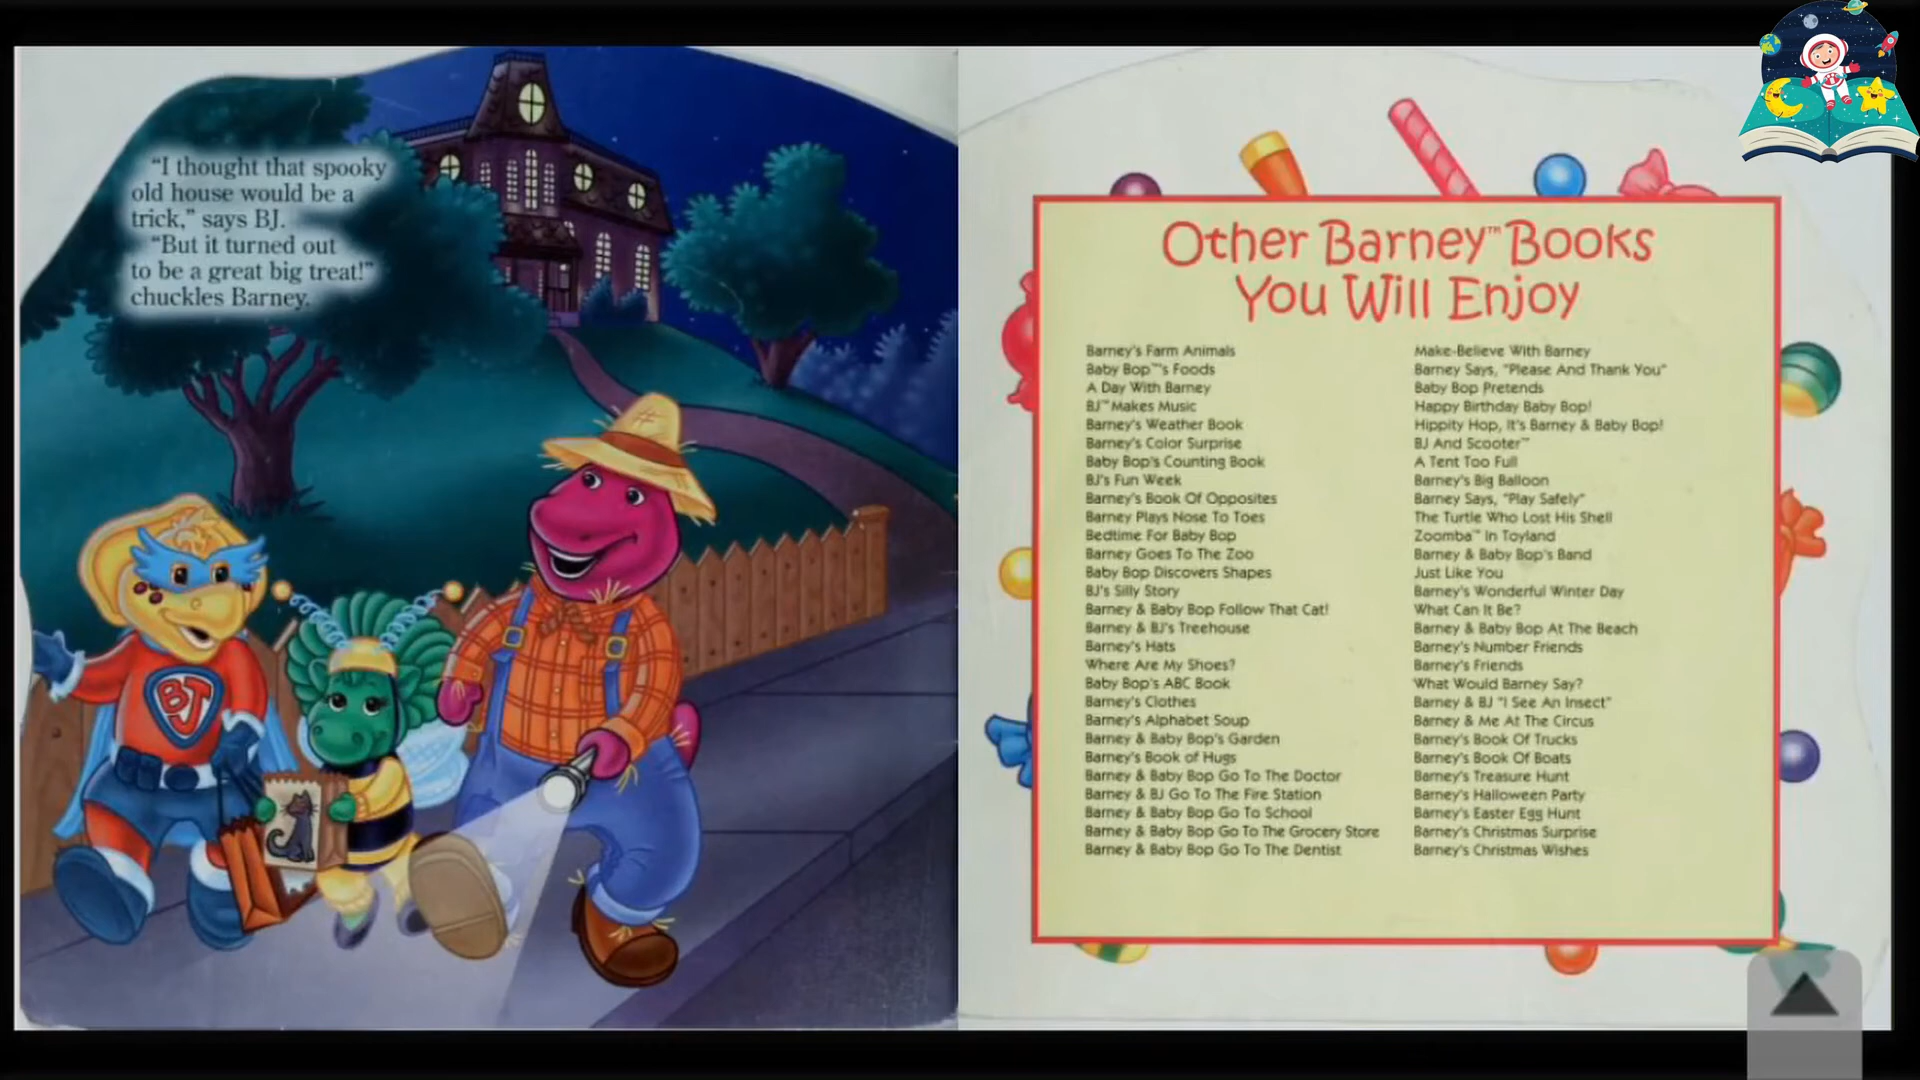 “I thought that spooky
old house would be a
trick,” says BJ.
“But it turned out
to be a great big treat!”
chuckles Barney.
BJ
Other Barney™ Books
You Will Enjoy
Barney's Farm Animals
Baby Bop™'s Foods
A Day With Barney
BJ™ Makes Music
Barney's Weather Book
Barney's Color Surprise
Baby Bop's Counting Book
BJ's Fun Week
Barney's Book Of Opposites
Barney Plays Nose To Toes
Bedtime For Baby Bop
Barney Goes To The Zoo
Baby Bop Discovers Shapes
BJ's Silly Story
Barney & Baby Bop Follow That Cat!
Barney & BJ's Treehouse
Barney's Hats
Where Are My Shoes?
Baby Bop's ABC Book
Barney's Clothes
Barney's Alphabet Soup
Barney & Baby Bop's Garden
Barney's Book of Hugs
Barney & Baby Bop Go To The Doctor
Barney & BJ Go To The Fire Station
Barney & Baby Bop Go To School
Barney & Baby Bop Go To The Grocery Store
Barney & Baby Bop Go To The Dentist
Make-Believe With Barney
Barney Says, "Please And Thank You"
Baby Bop Pretends
Happy Birthday Baby Bop!
Hippity Hop, It's Barney & Baby Bop!
BJ And Scooter™
A Tent Too Full
Barney's Big Balloon
Barney Says, "Play Safely"
The Turtle Who Lost His Shell
Zoomba™ In Toyland
Barney & Baby Bop's Band
Just Like You
Barney's Wonderful Winter Day
What Can It Be?
Barney & Baby Bop At The Beach
Barney's Number Friends
Barney's Friends
What Would Barney Say?
Barney & BJ "I See An Insect"
Barney & Me At The Circus
Barney's Book Of Trucks
Barney's Book Of Boats
Barney's Treasure Hunt
Barney's Halloween Party
Barney's Easter Egg Hunt
Barney's Christmas Surprise
Barney's Christmas Wishes